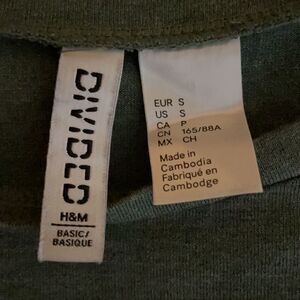 DIVIDED
H&M
BASIC/
BASIQUE
EUR S
US S
CA P
CN 165/88A
MX CH
Made in
Cambodia
Fabriqué en
Cambodge